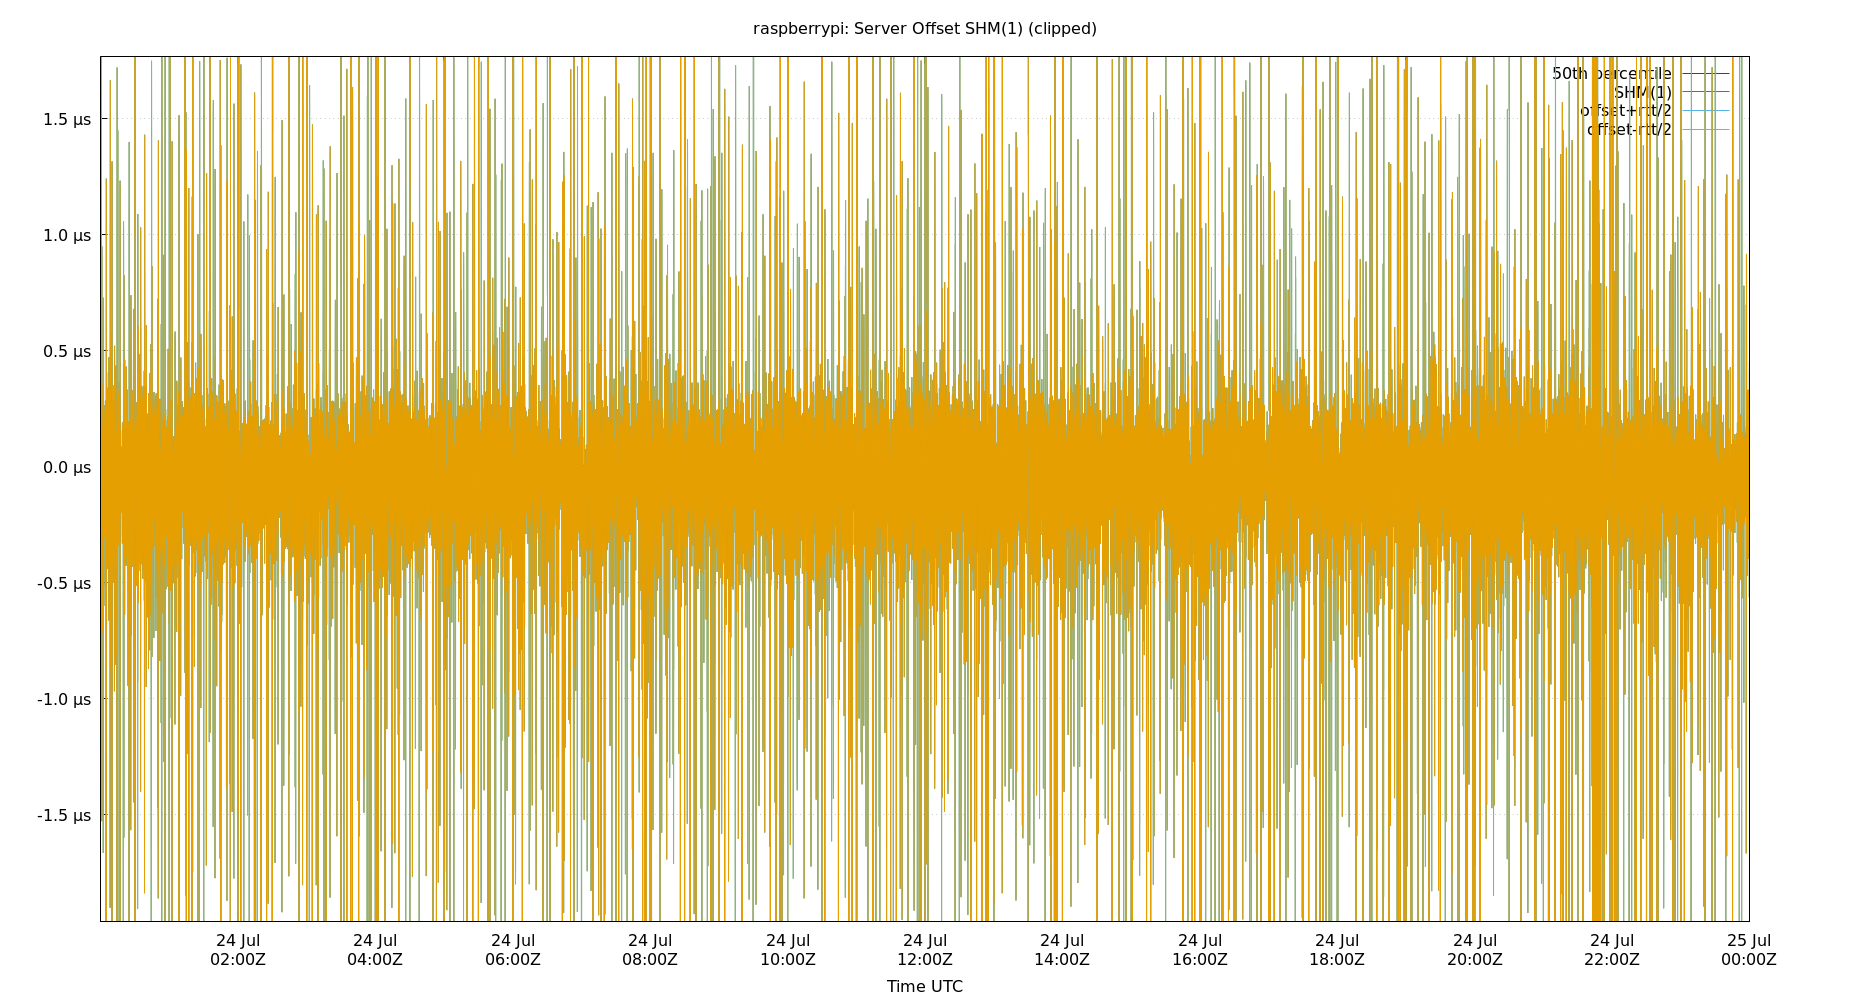 raspberrypi: Server Offset SHM(1) (clipped)
50th percentile
SHM(1)
offset+rtt/2
offset-rtt/2
1.5 µs
1.0 µs
0.5 µs
0.0 µs
-0.5 µs
-1.0 µs
-1.5 µs
24 Jul 24 Jul 24 Jul 24 Jul 24 Jul 24 Jul 24 Jul 24 Jul 24 Jul 24 Jul 24 Jul 25 Jul
02:00Z 04:00Z 06:00Z 08:00Z 10:00Z 12:00Z 14:00Z 16:00Z 18:00Z 20:00Z 22:00Z 00:00Z
Time UTC